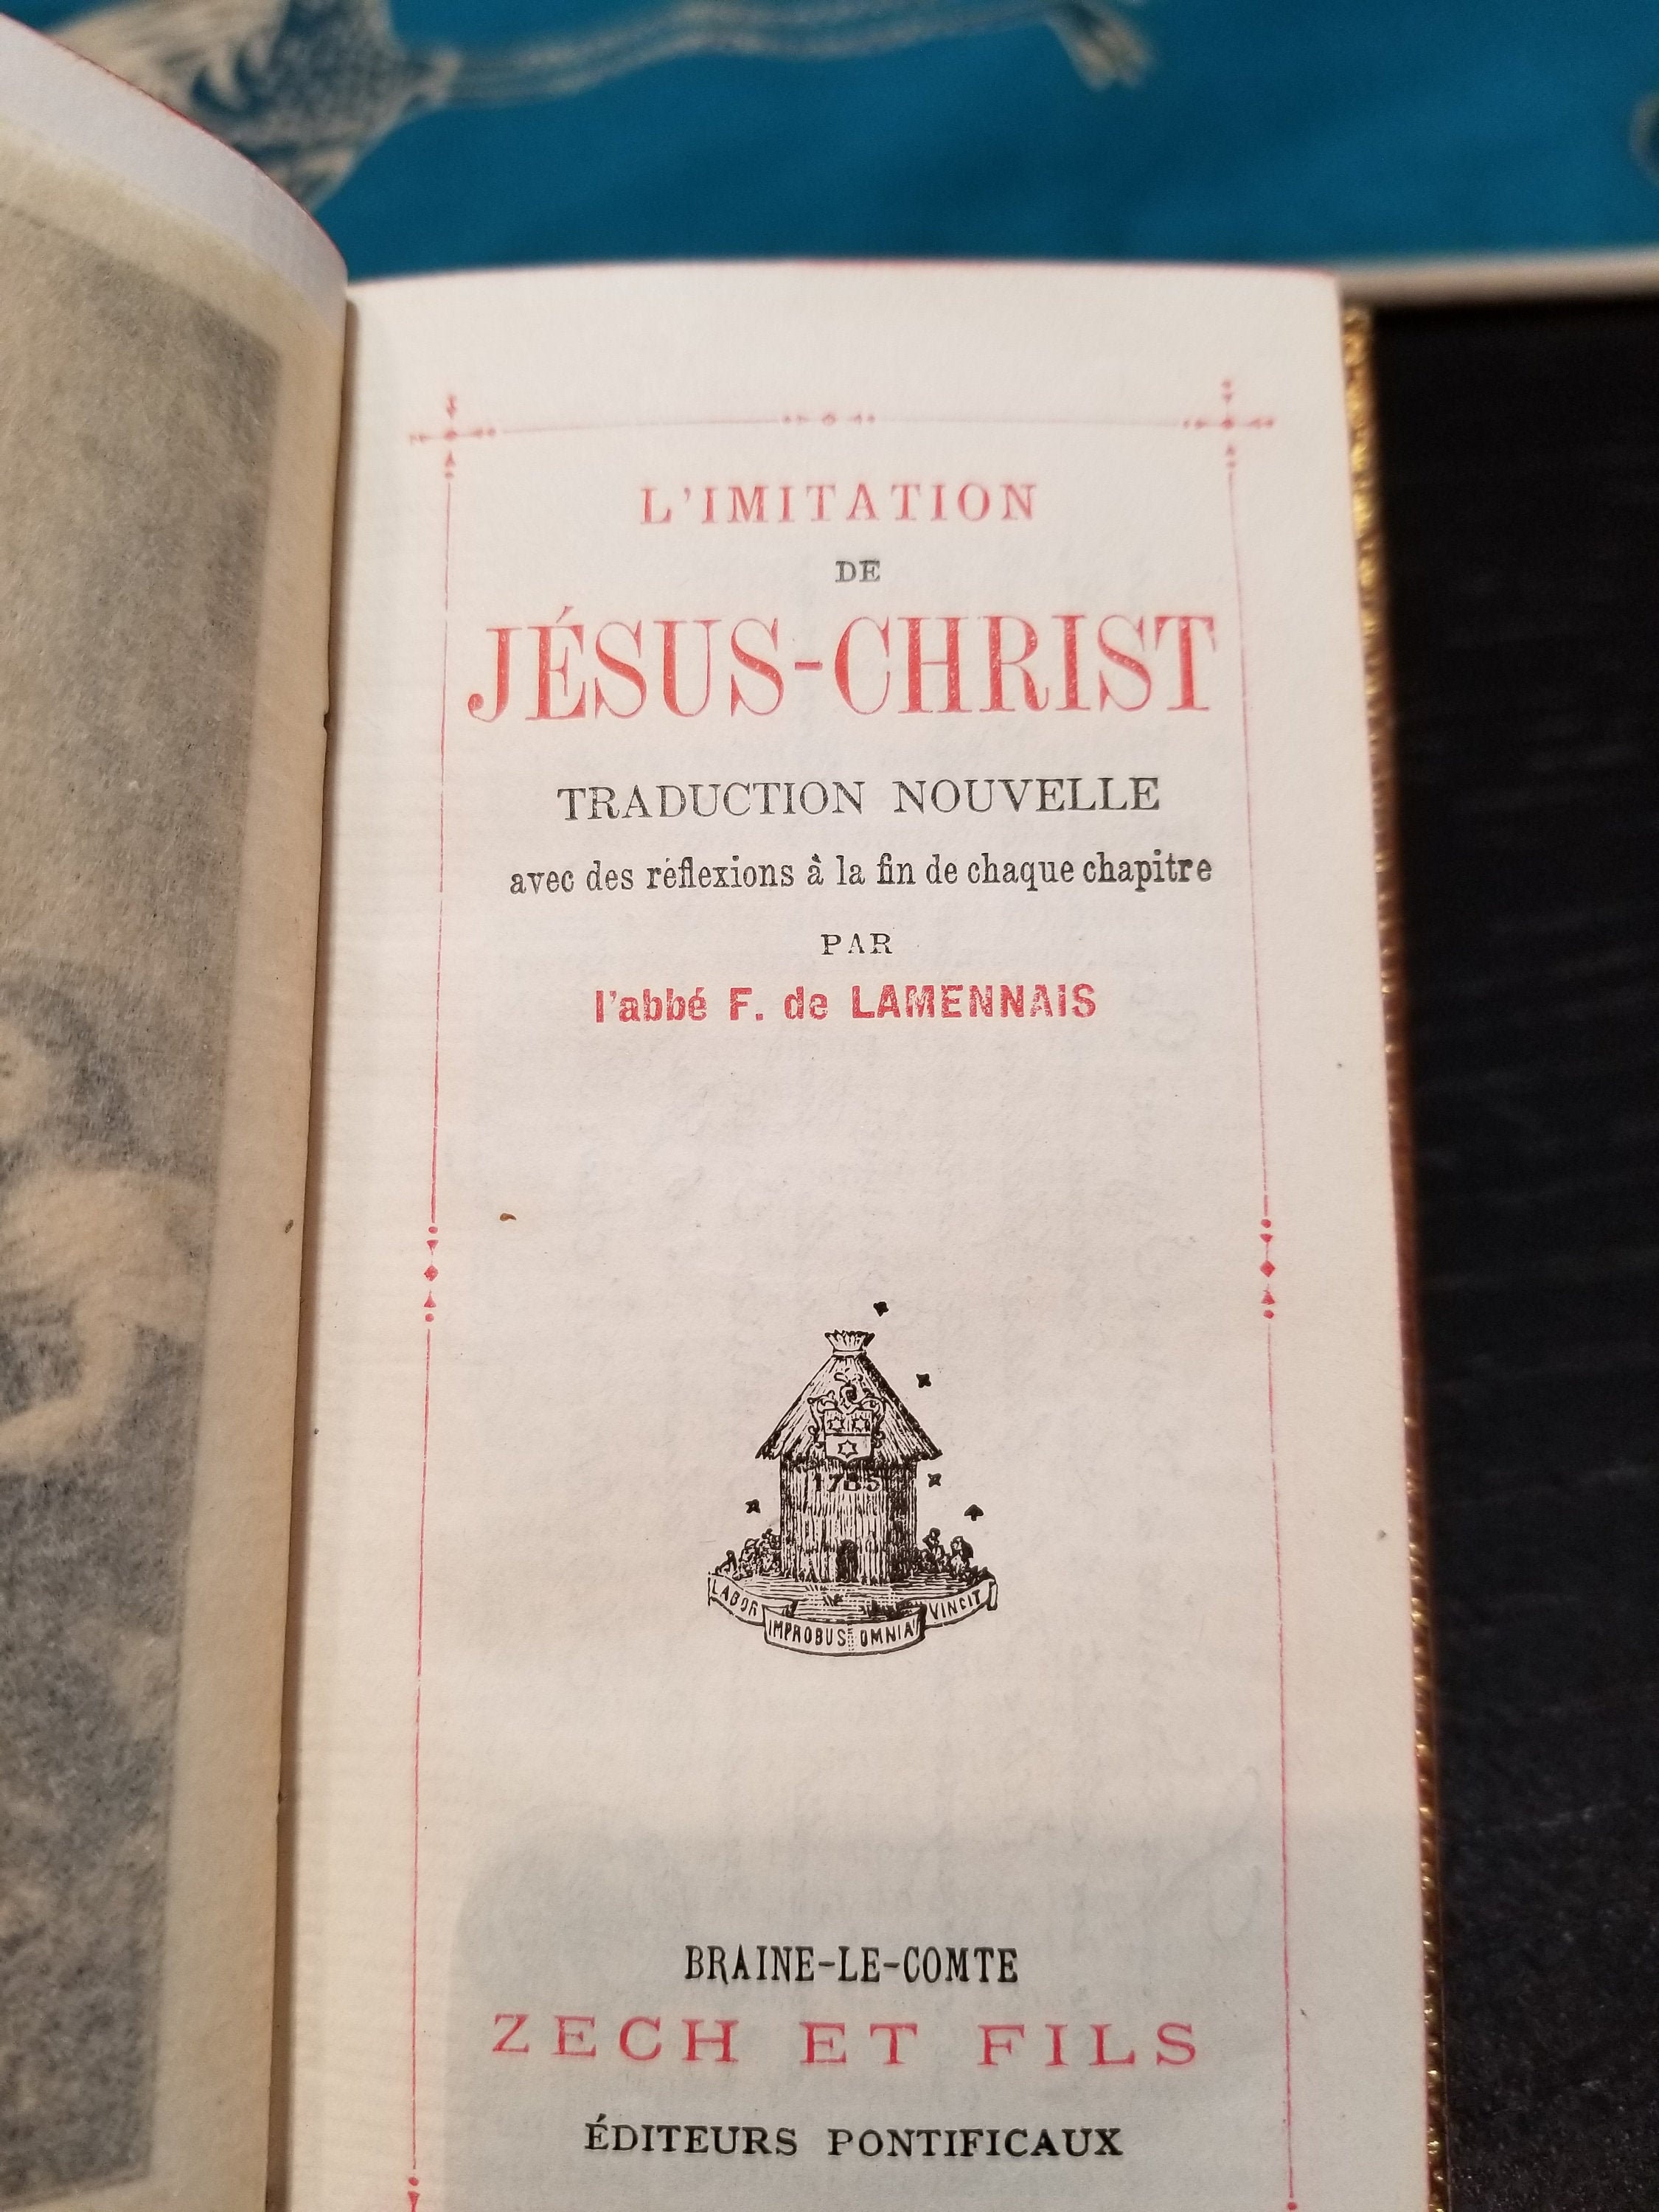 L'IMITATION
DE
JÉSUS-CHRIST
TRADUCTION NOUVELLE
avec des réflexions à la fin de chaque chapitre
PAR
l'abbé F. de LAMENNAIS
1785
LABOR IMPROBUS OMNIA VINCIT
BRAINE-LE-COMTE
ZECH ET FILS
ÉDITEURS PONTIFICAUX